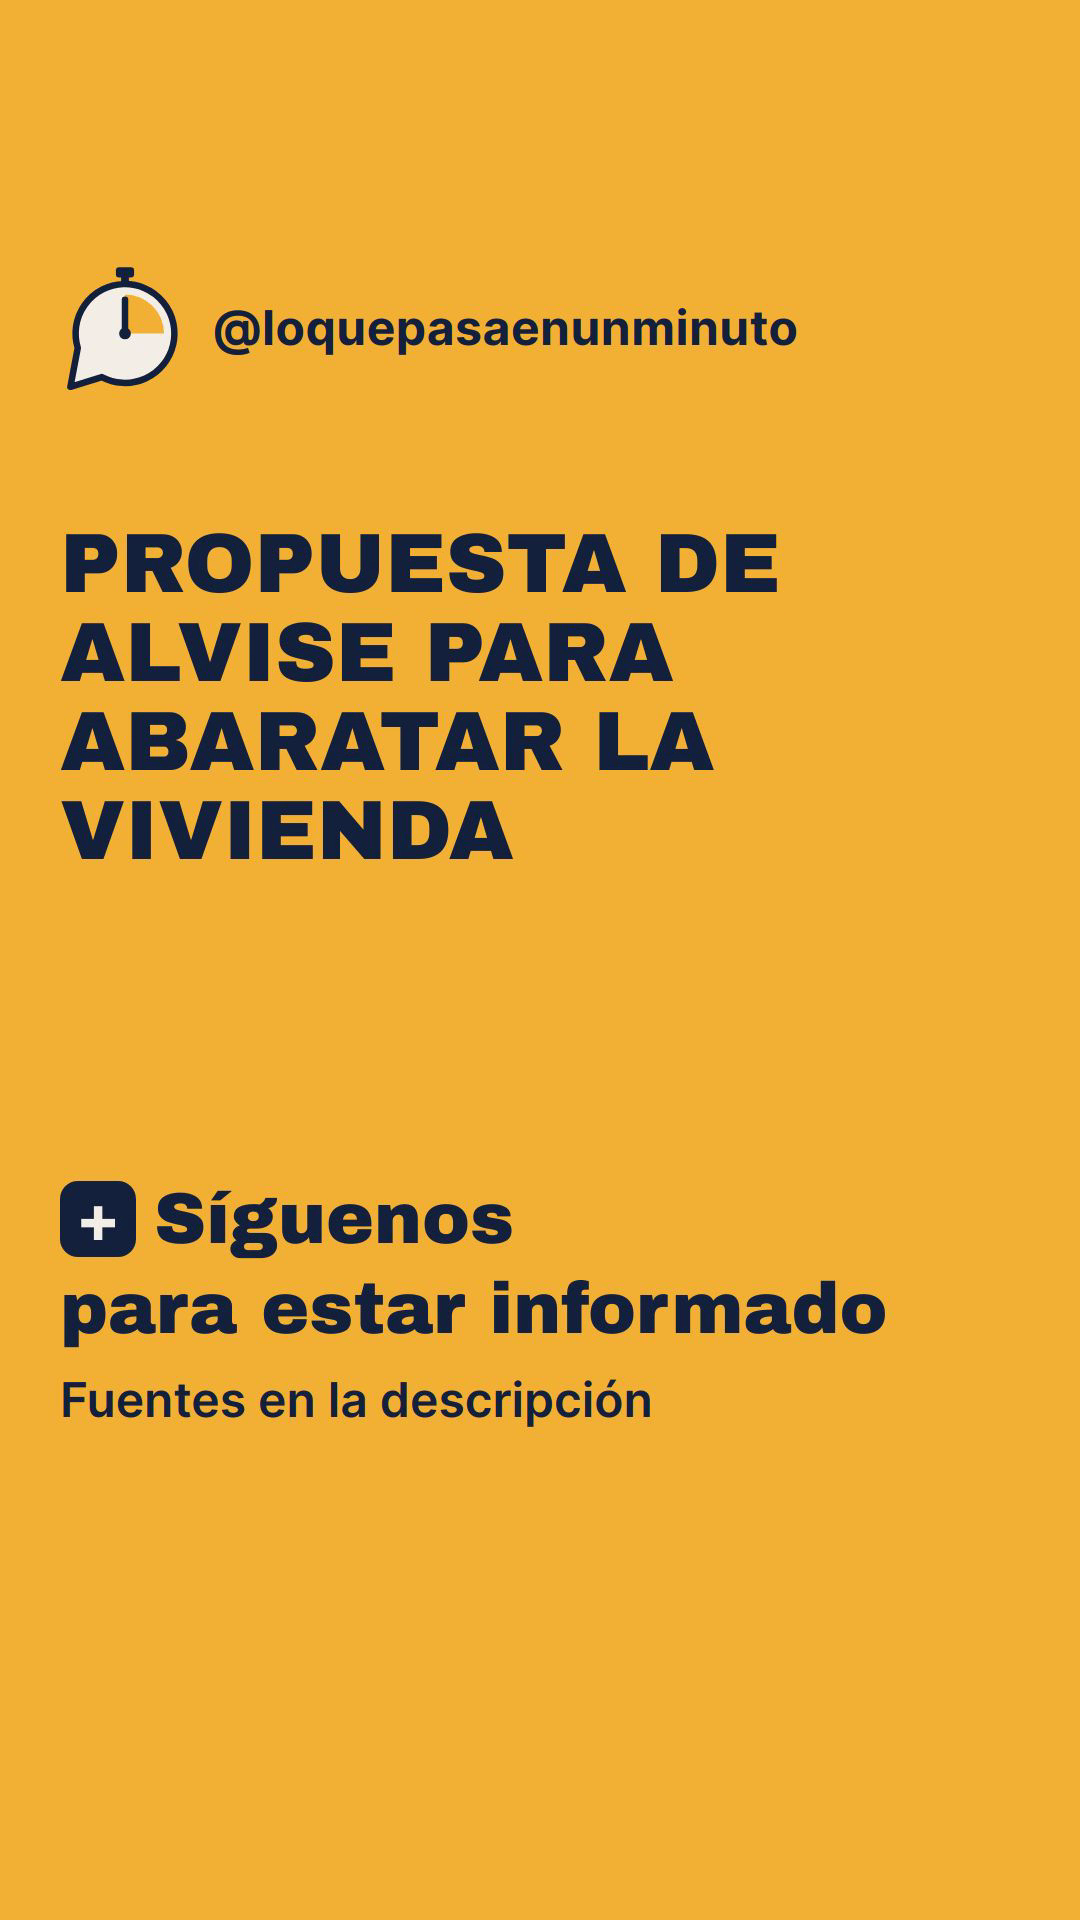 @loquepasaenunminuto
PROPUESTA DE
ALVISE PARA
ABARATAR LA
VIVIENDA
+ Síguenos
para estar informado
Fuentes en la descripción